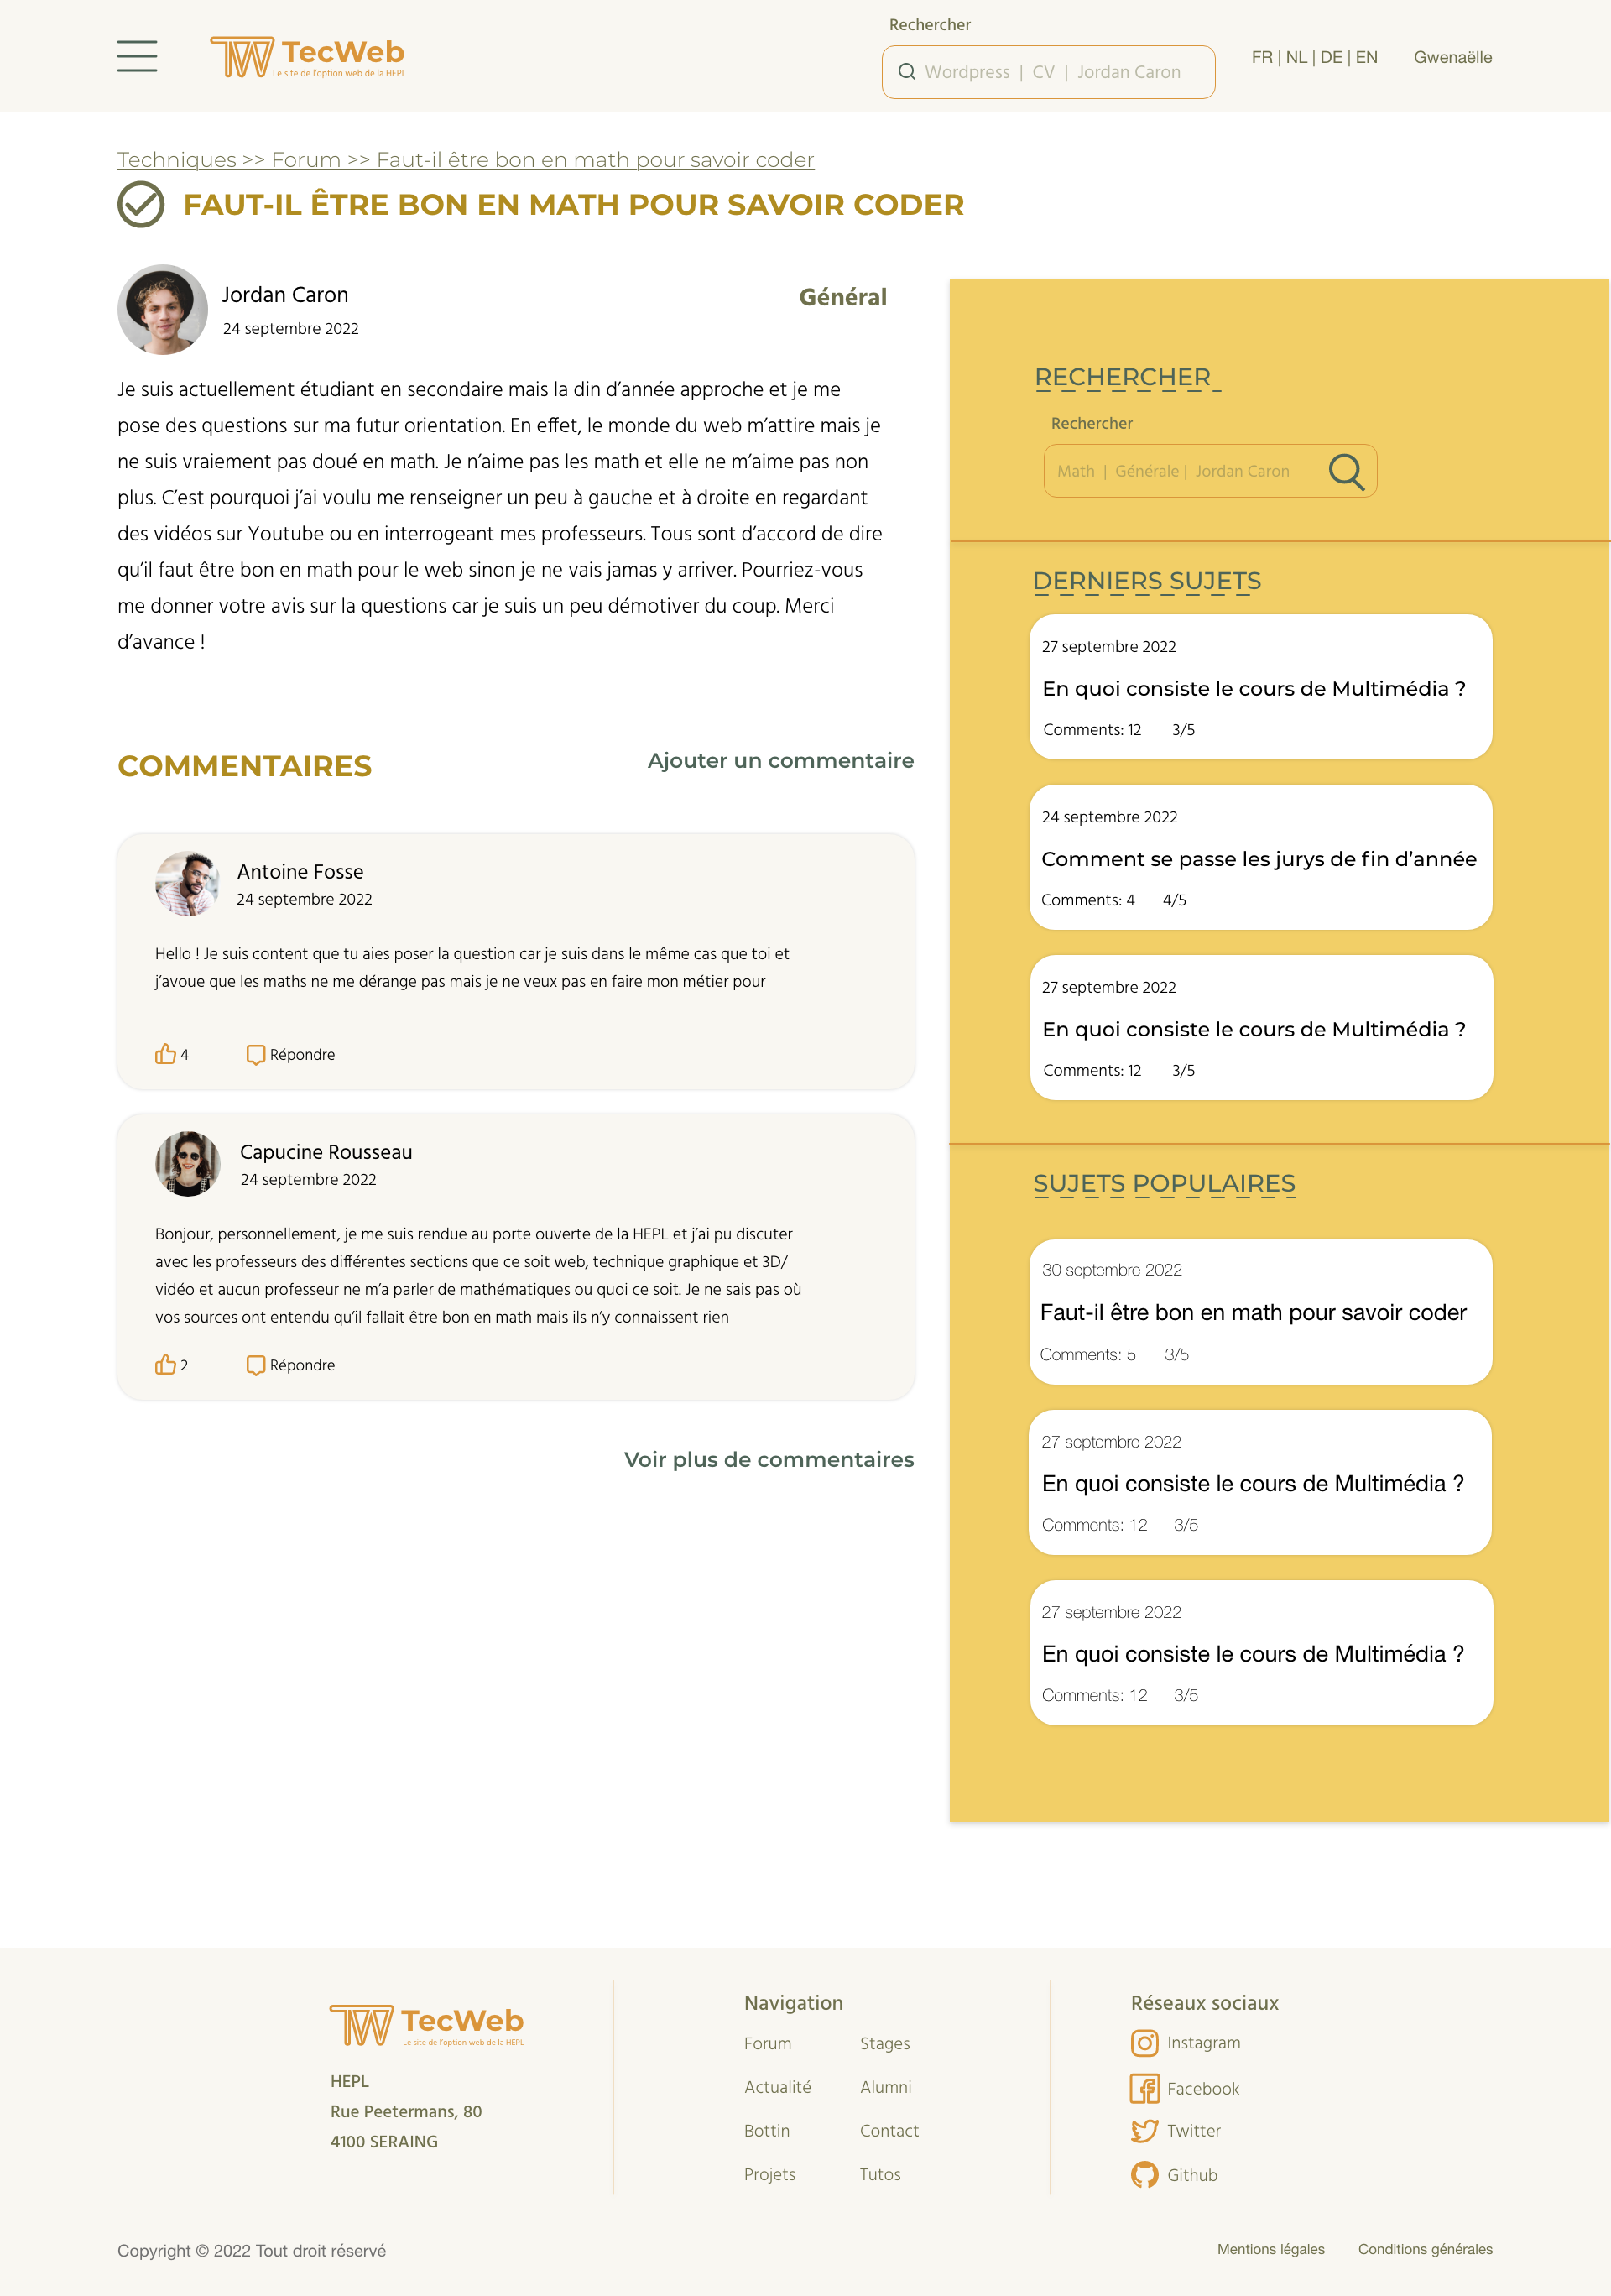 Rechercher
TecWeb
Le site de l'option web de la HEPL
Wordpress | CV | Jordan Caron
FR | NL | DE | EN
Gwenaëlle
Techniques >> Forum >> Faut-il être bon en math pour savoir coder
FAUT-IL ÊTRE BON EN MATH POUR SAVOIR CODER
Jordan Caron
24 septembre 2022
Général
Je suis actuellement étudiant en secondaire mais la din d’année approche et je me
pose des questions sur ma futur orientation. En effet, le monde du web m’attire mais je
ne suis vraiement pas doué en math. Je n’aime pas les math et elle ne m’aime pas non
plus. C’est pourquoi j’ai voulu me renseigner un peu à gauche et à droite en regardant
des vidéos sur Youtube ou en interrogeant mes professeurs. Tous sont d’accord de dire
qu’il faut être bon en math pour le web sinon je ne vais jamas y arriver. Pourriez-vous
me donner votre avis sur la questions car je suis un peu démotiver du coup. Merci
d’avance !
COMMENTAIRES
Ajouter un commentaire
Antoine Fosse
24 septembre 2022
Hello ! Je suis content que tu aies poser la question car je suis dans le même cas que toi et
j’avoue que les maths ne me dérange pas mais je ne veux pas en faire mon métier pour
4
Répondre
Capucine Rousseau
24 septembre 2022
Bonjour, personnellement, je me suis rendue au porte ouverte de la HEPL et j’ai pu discuter
avec les professeurs des différentes sections que ce soit web, technique graphique et 3D/
vidéo et aucun professeur ne m’a parler de mathématiques ou quoi ce soit. Je ne sais pas où
vos sources ont entendu qu’il fallait être bon en math mais ils n’y connaissent rien
2
Répondre
Voir plus de commentaires
RECHERCHER
Rechercher
Math | Générale | Jordan Caron
DERNIERS SUJETS
27 septembre 2022
En quoi consiste le cours de Multimédia ?
Comments: 12 3/5
24 septembre 2022
Comment se passe les jurys de fin d’année
Comments: 4 4/5
27 septembre 2022
En quoi consiste le cours de Multimédia ?
Comments: 12 3/5
SUJETS POPULAIRES
30 septembre 2022
Faut-il être bon en math pour savoir coder
Comments: 5 3/5
27 septembre 2022
En quoi consiste le cours de Multimédia ?
Comments: 12 3/5
27 septembre 2022
En quoi consiste le cours de Multimédia ?
Comments: 12 3/5
TecWeb
Le site de l'option web de la HEPL
HEPL
Rue Peetermans, 80
4100 SERAING
Navigation
Forum Stages
Actualité Alumni
Bottin Contact
Projets Tutos
Réseaux sociaux
Instagram
Facebook
Twitter
Github
Copyright © 2022 Tout droit réservé
Mentions légales
Conditions générales